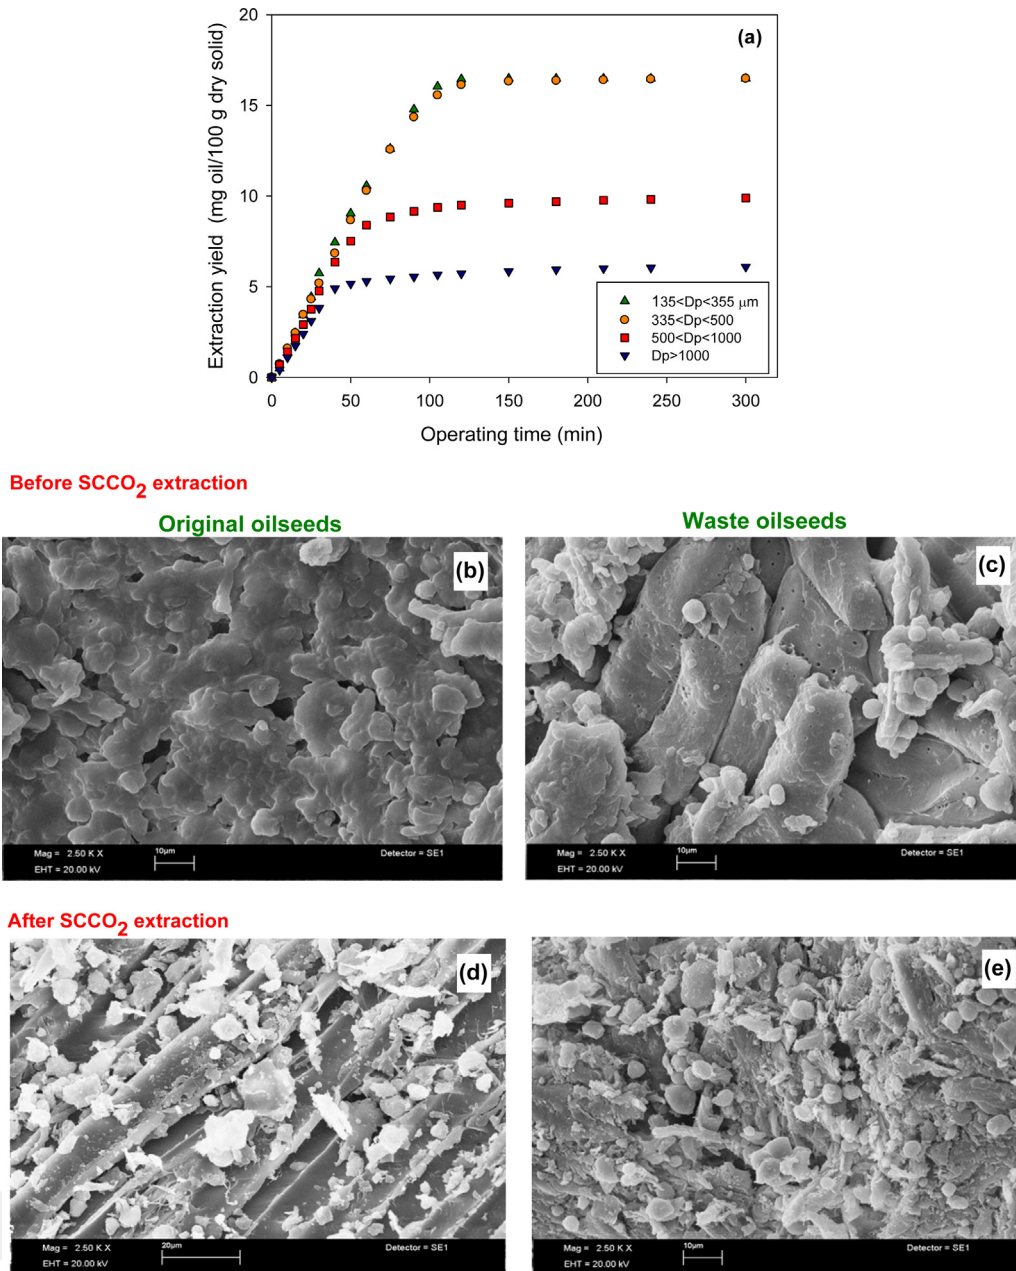 (a)
20
15
10
5
0
Extraction yield (mg oil/100 g dry solid)
135<Dp<355 μm
335<Dp<500
500<Dp<1000
Dp>1000
0 50 100 150 200 250 300
Operating time (min)
Before SCCO2 extraction
Original oilseeds
Waste oilseeds
(b)
Mag = 2.50 K X
EHT = 20.00 kV
10μm
Detector = SE1
(c)
Mag = 2.50 K X
EHT = 20.00 kV
10μm
Detector = SE1
After SCCO2 extraction
(d)
Mag = 2.50 K X
EHT = 20.00 kV
20μm
Detector = SE1
(e)
Mag = 2.50 K X
EHT = 20.00 kV
10μm
Detector = SE1